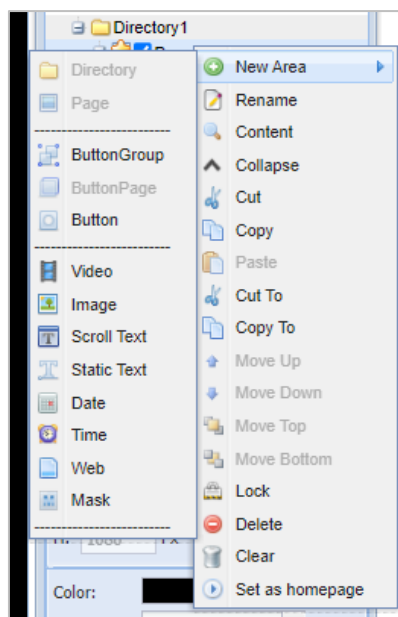 Directory1
Directory
Page
ButtonGroup
ButtonPage
Button
Video
Image
Scroll Text
Static Text
Date
Time
Web
Mask
New Area
Rename
Content
Collapse
Cut
Copy
Paste
Cut To
Copy To
Move Up
Move Down
Move Top
Move Bottom
Lock
Delete
Clear
Set as homepage
Color: